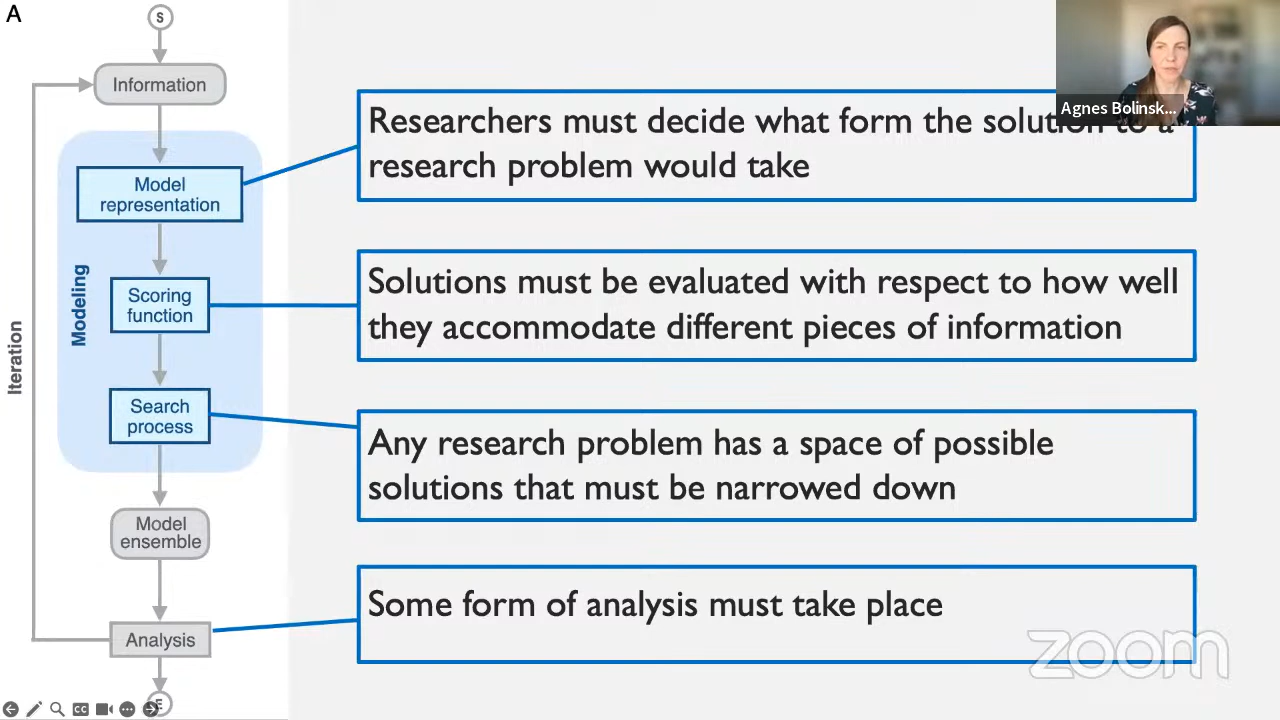 A
S
Information
Model
representation
Scoring
function
Search
process
Modeling
Iteration
Model
ensemble
Analysis
E
Researchers must decide what form the solution to a
research problem would take
Solutions must be evaluated with respect to how well
they accommodate different pieces of information
Any research problem has a space of possible
solutions that must be narrowed down
Some form of analysis must take place
Agnes Bolinsk...
zoom
CC